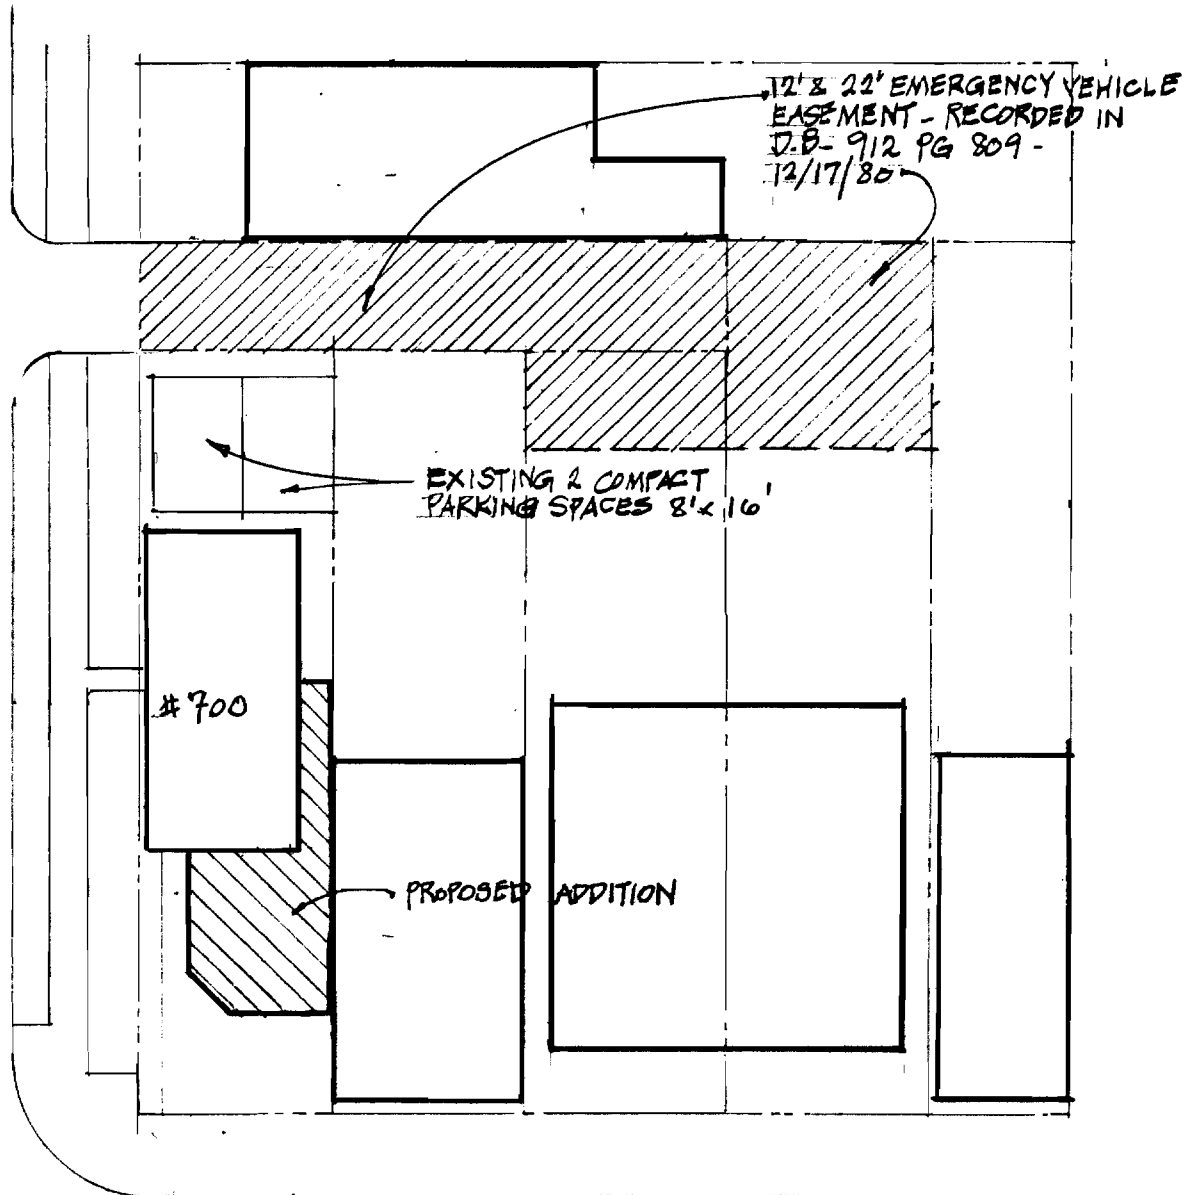 12' & 22' EMERGENCY VEHICLE
EASEMENT - RECORDED IN
D.B- 912 PG 809 -
12/17/80
EXISTING 2 COMPACT
PARKING SPACES 8'x 16'
#700
PROPOSED ADDITION